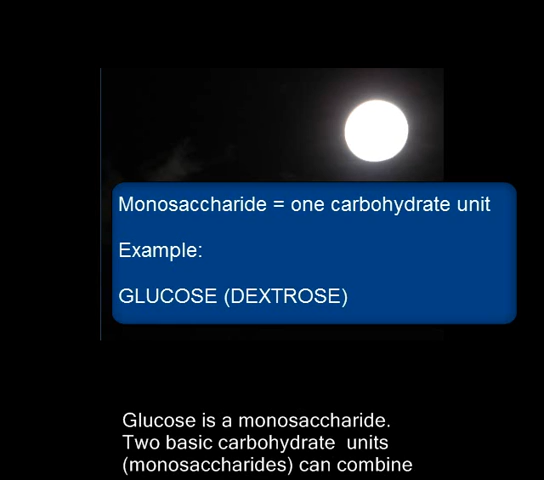 Monosaccharide = one carbohydrate unit
Example:
GLUCOSE (DEXTROSE)
Glucose is a monosaccharide.
Two basic carbohydrate units
(monosaccharides) can combine